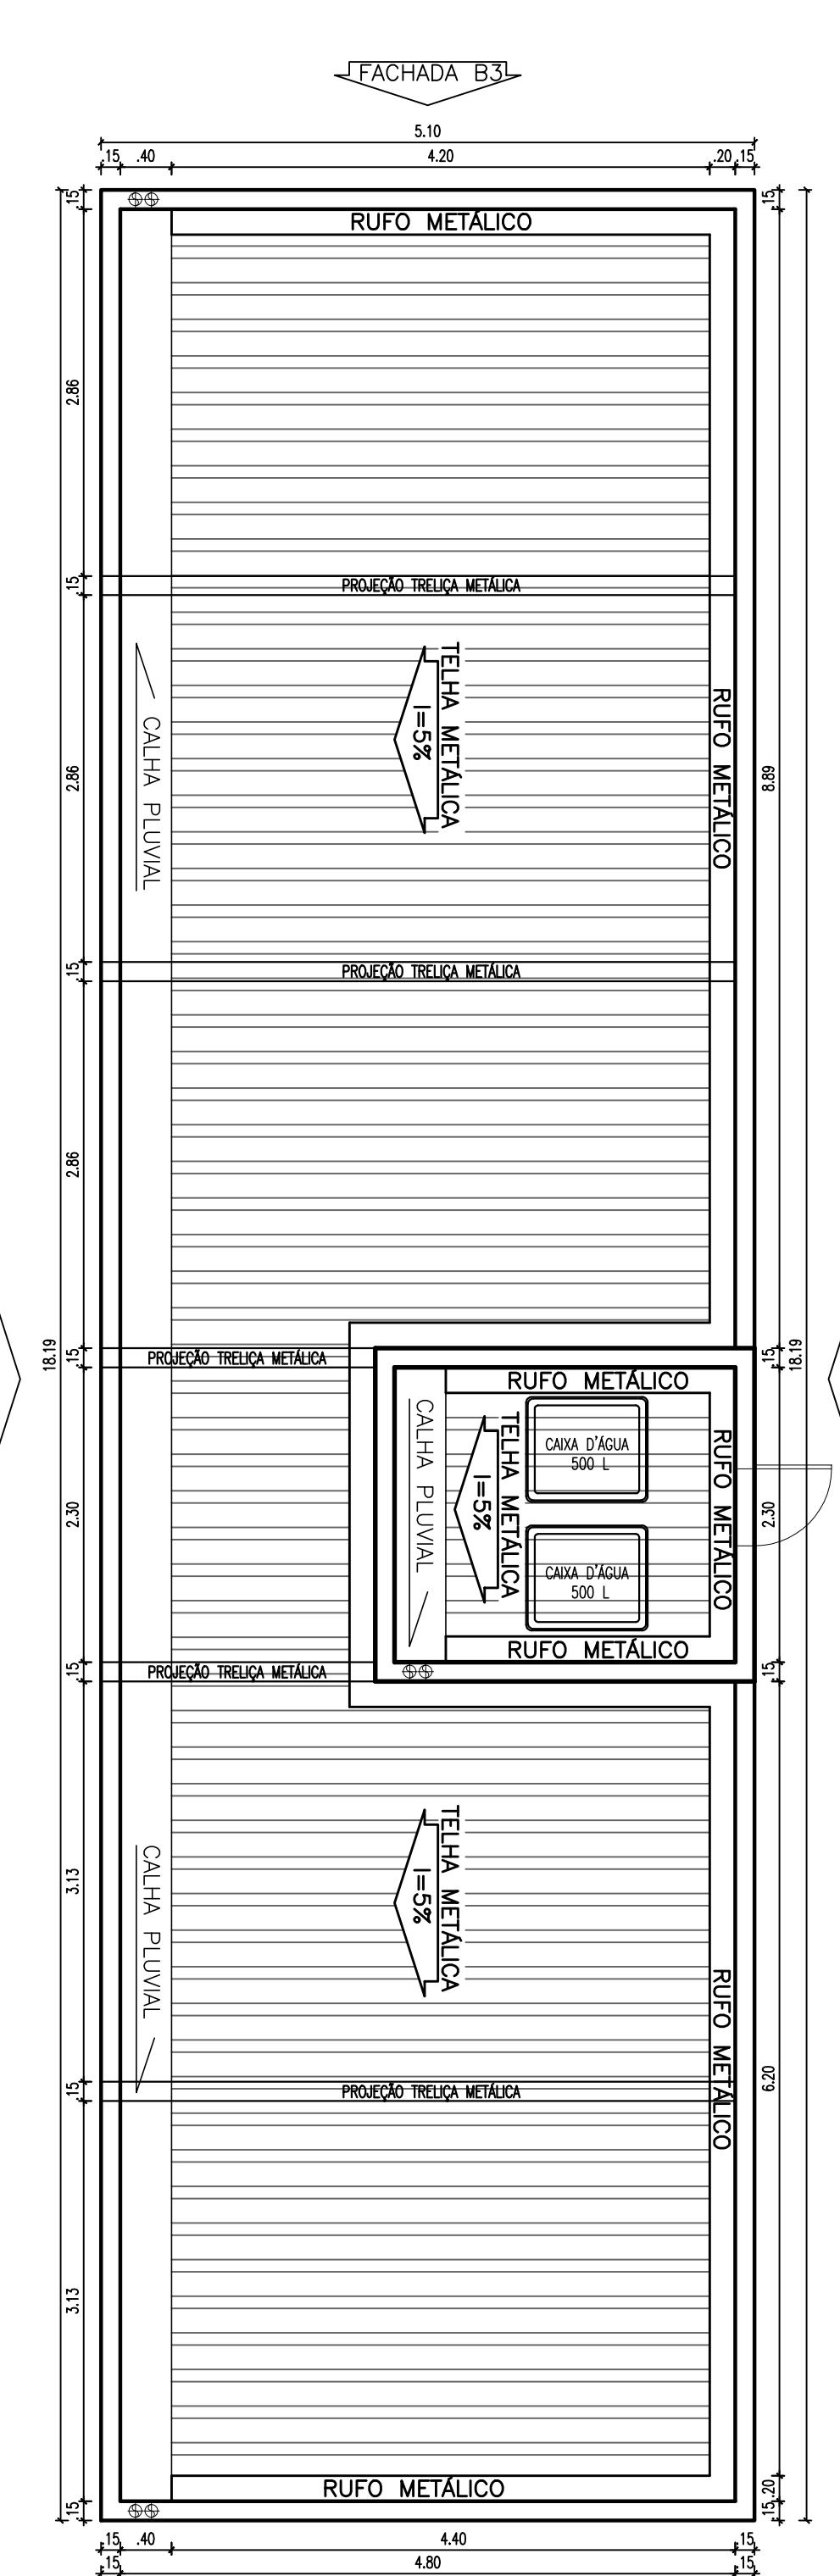 FACHADA B3
5.10
.15 .40 4.20 .20 .15
.15
.15
RUFO METÁLICO
2.86
.15
PROJEÇÃO TRELIÇA METÁLICA
TELHA METÁLICA
I=5%
RUFO METÁLICO
CALHA PLUVIAL
2.86
8.89
.15
PROJEÇÃO TRELIÇA METÁLICA
2.86
18.19
.15
PROJEÇÃO TRELIÇA METÁLICA
.15
18.19
RUFO METÁLICO
CALHA PLUVIAL
TELHA METÁLICA
I=5%
CAIXA D'ÁGUA
500 L
RUFO METÁLICO
2.30
2.30
CAIXA D'ÁGUA
500 L
RUFO METÁLICO
.15
PROJEÇÃO TRELIÇA METÁLICA
.15
TELHA METÁLICA
I=5%
CALHA PLUVIAL
3.13
RUFO METÁLICO
6.20
.15
PROJEÇÃO TRELIÇA METÁLICA
3.13
RUFO METÁLICO
.20
.15
.15
.15 .40 4.40 .15
.15 4.80 .15